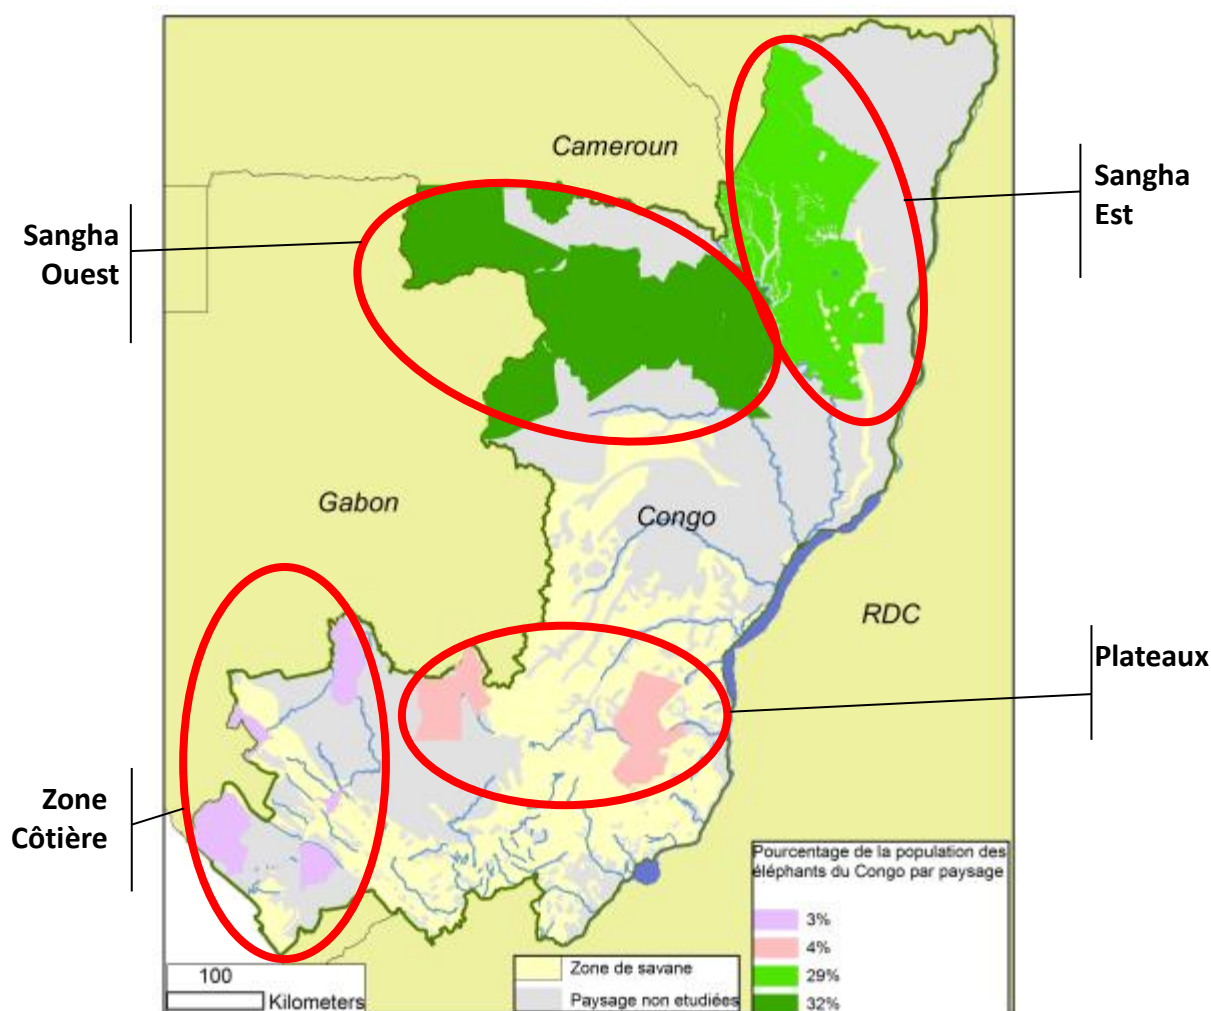 Cameroun
Sangha
Est
Sangha
Ouest
Gabon
Congo
RDC
Plateaux
Zone
Côtière
Pourcentage de la population des
éléphants du Congo par paysage
3%
4%
29%
32%
Zone de savane
Paysage non etudiées
100
Kilometers